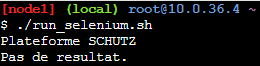 [node1] (local) root@10.0.36.4 ~
$ ./run_selenium.sh
Plateforme SCHUTZ
Pas de resultat.